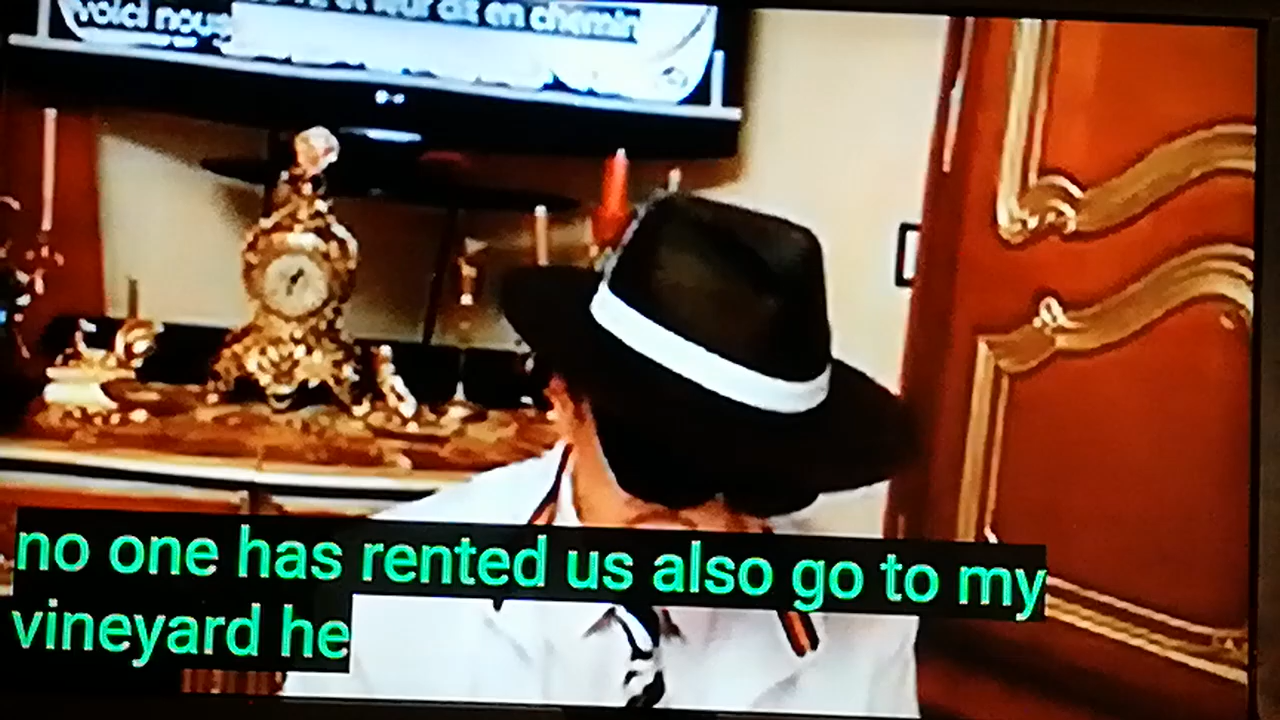 et leur dit en chemin
voici nous
no one has rented us also go to my
vineyard he